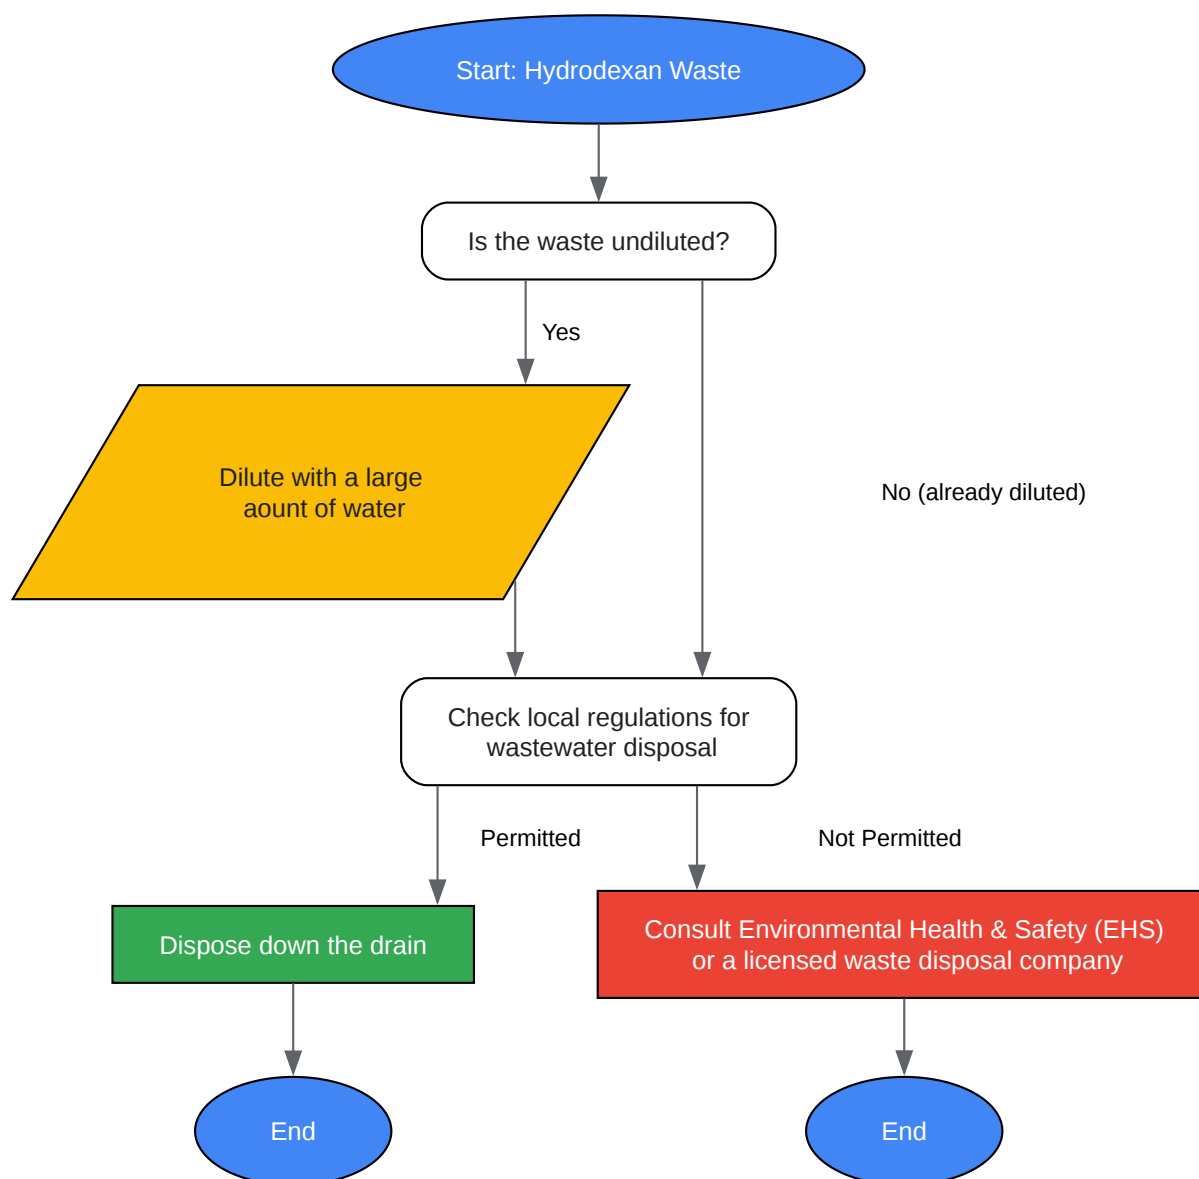 Start: Hydrodexan Waste
Is the waste undiluted?
Yes
Dilute with a large
aount of water
No (already diluted)
Check local regulations for
wastewater disposal
Permitted
Not Permitted
Dispose down the drain
Consult Environmental Health & Safety (EHS)
or a licensed waste disposal company
End
End